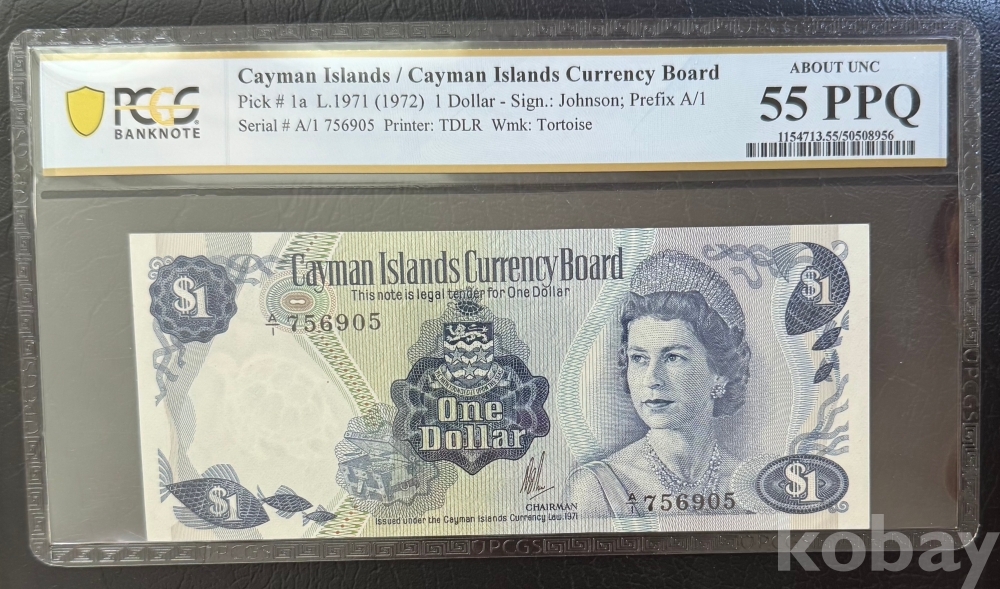 PCGS
BANKNOTE
Cayman Islands / Cayman Islands Currency Board
Pick # 1a L.1971 (1972) 1 Dollar - Sign.: Johnson; Prefix A/1
Serial # A/1 756905 Printer: TDLR Wmk: Tortoise
ABOUT UNC
55 PPQ
1154713.55/50508956
$1
Cayman Islands Currency Board
This note is legal tender for One Dollar
$1
A/1 756905
One
Dollar
CHAIRMAN
A/1 756905
$1
$1
Issued under the Cayman Islands Currency Law, 1971
PCGS
kobay